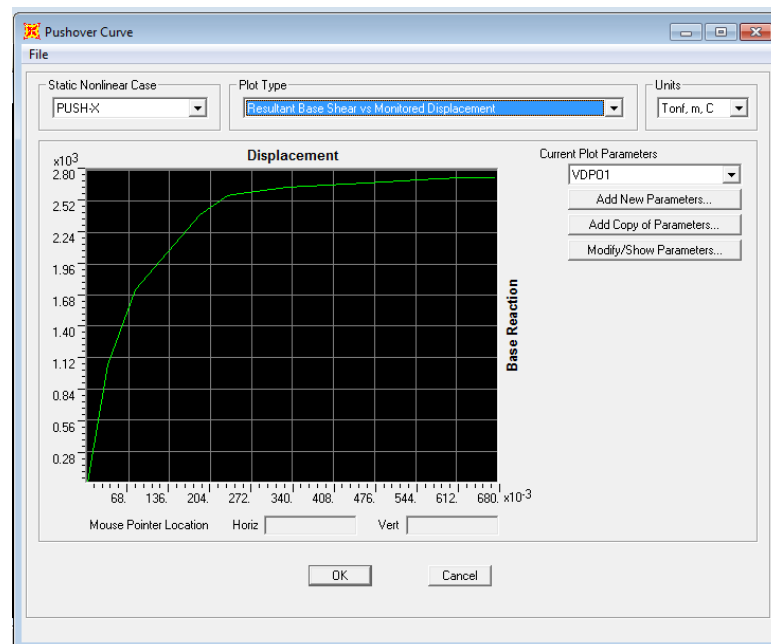 Pushover Curve
File
Static Nonlinear Case
PUSH-X
Plot Type
Resultant Base Shear vs Monitored Displacement
Units
Tonf, m, C
Displacement
x10³
2.80
2.52
2.24
1.96
1.68
1.40
1.12
0.84
0.56
0.28
68. 136. 204. 272. 340. 408. 476. 544. 612. 680. x10⁻³
Base Reaction
Mouse Pointer Location Horiz Vert
Current Plot Parameters
VDPO1
Add New Parameters...
Add Copy of Parameters...
Modify/Show Parameters...
OK Cancel